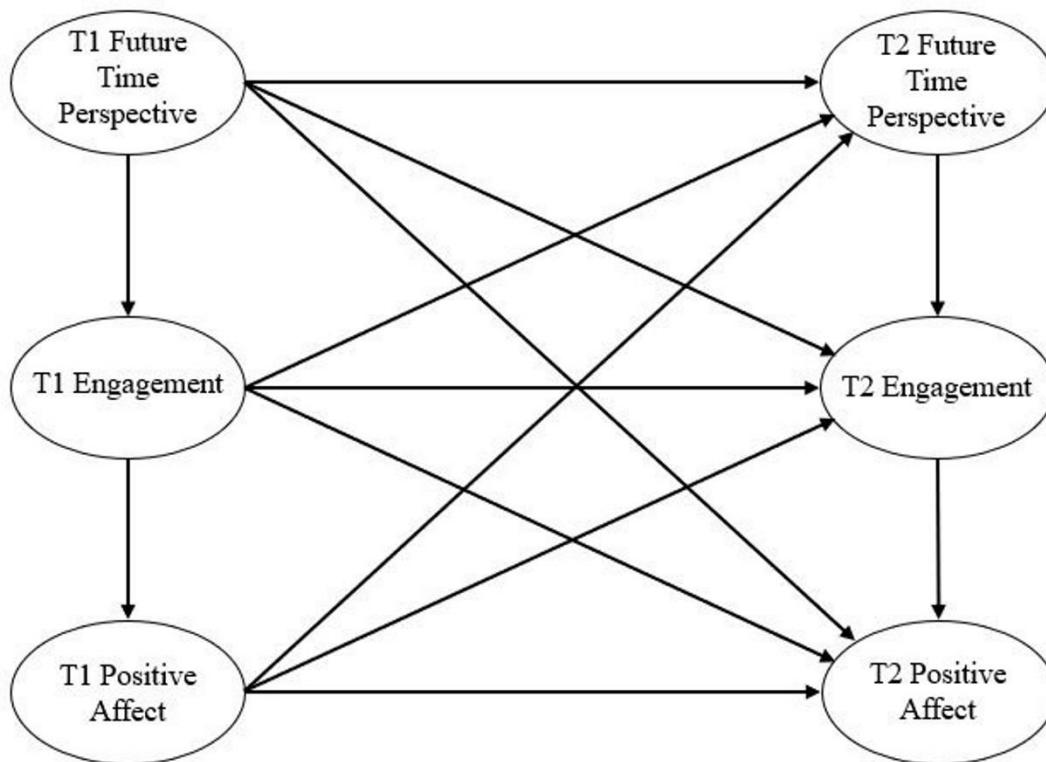 T1 Future
Time
Perspective
T2 Future
Time
Perspective
T1 Engagement
T2 Engagement
T1 Positive
Affect
T2 Positive
Affect